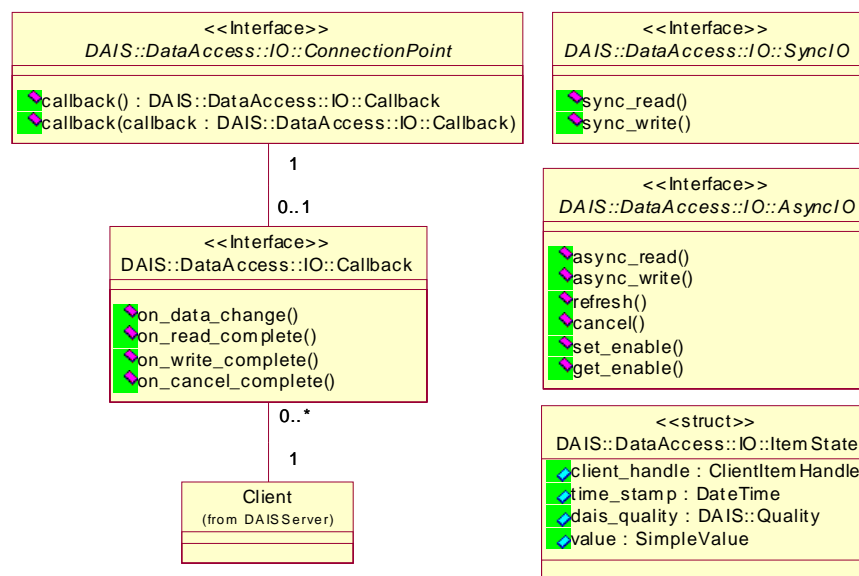 <<Interface>>
DAIS::DataAccess::IO::ConnectionPoint
callback() : DAIS::DataAccess::IO::Callback
callback(callback : DAIS::DataAccess::IO::Callback)
1
0..1
<<Interface>>
DAIS::DataAccess::IO::Callback
on_data_change()
on_read_complete()
on_write_complete()
on_cancel_complete()
0..*
1
Client
(from DAISServer)
<<Interface>>
DAIS::DataAccess::IO::SyncIO
sync_read()
sync_write()
<<Interface>>
DAIS::DataAccess::IO::AsyncIO
async_read()
async_write()
refresh()
cancel()
set_enable()
get_enable()
<<struct>>
DAIS::DataAccess::IO::ItemState
client_handle : ClientItemHandle
time_stamp : DateTime
dais_quality : DAIS::Quality
value : SimpleValue